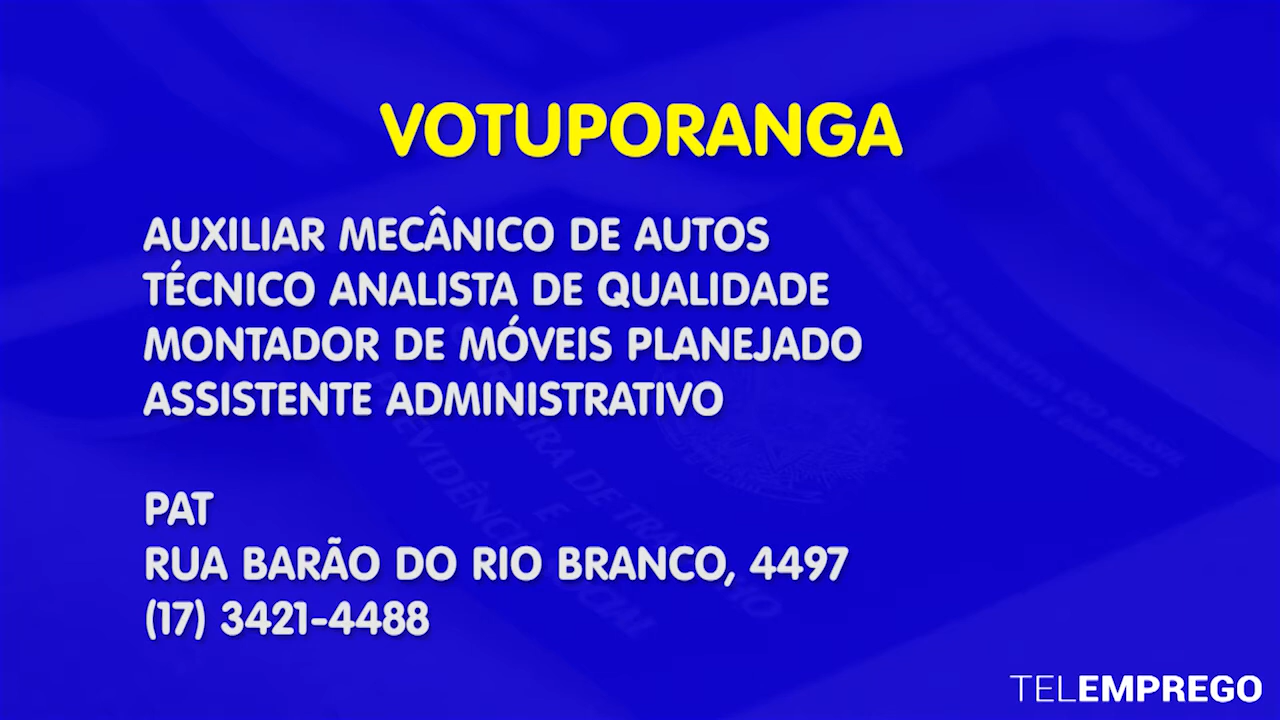 VOTUPORANGA
AUXILIAR MECÂNICO DE AUTOS
TÉCNICO ANALISTA DE QUALIDADE
MONTADOR DE MÓVEIS PLANEJADO
ASSISTENTE ADMINISTRATIVO
PAT
RUA BARÃO DO RIO BRANCO, 4497
(17) 3421-4488
TELEMPREGO